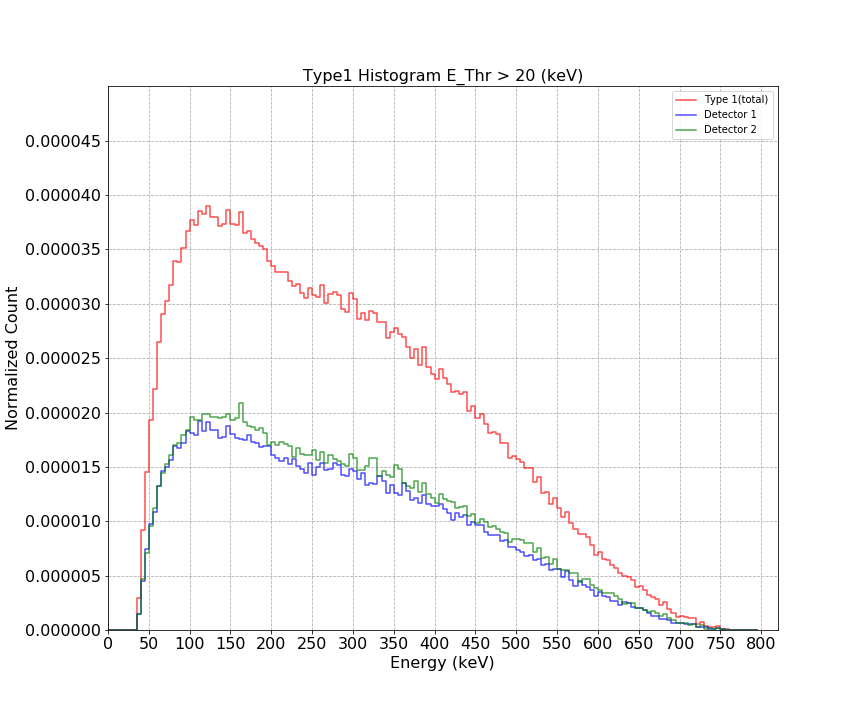 Type1 Histogram E_Thr > 20 (keV)
Type 1(total)
Detector 1
Detector 2
0.000045
0.000040
0.000035
0.000030
0.000025
0.000020
0.000015
0.000010
0.000005
0.000000
Normalized Count
0 50 100 150 200 250 300 350 400 450 500 550 600 650 700 750 800
Energy (keV)